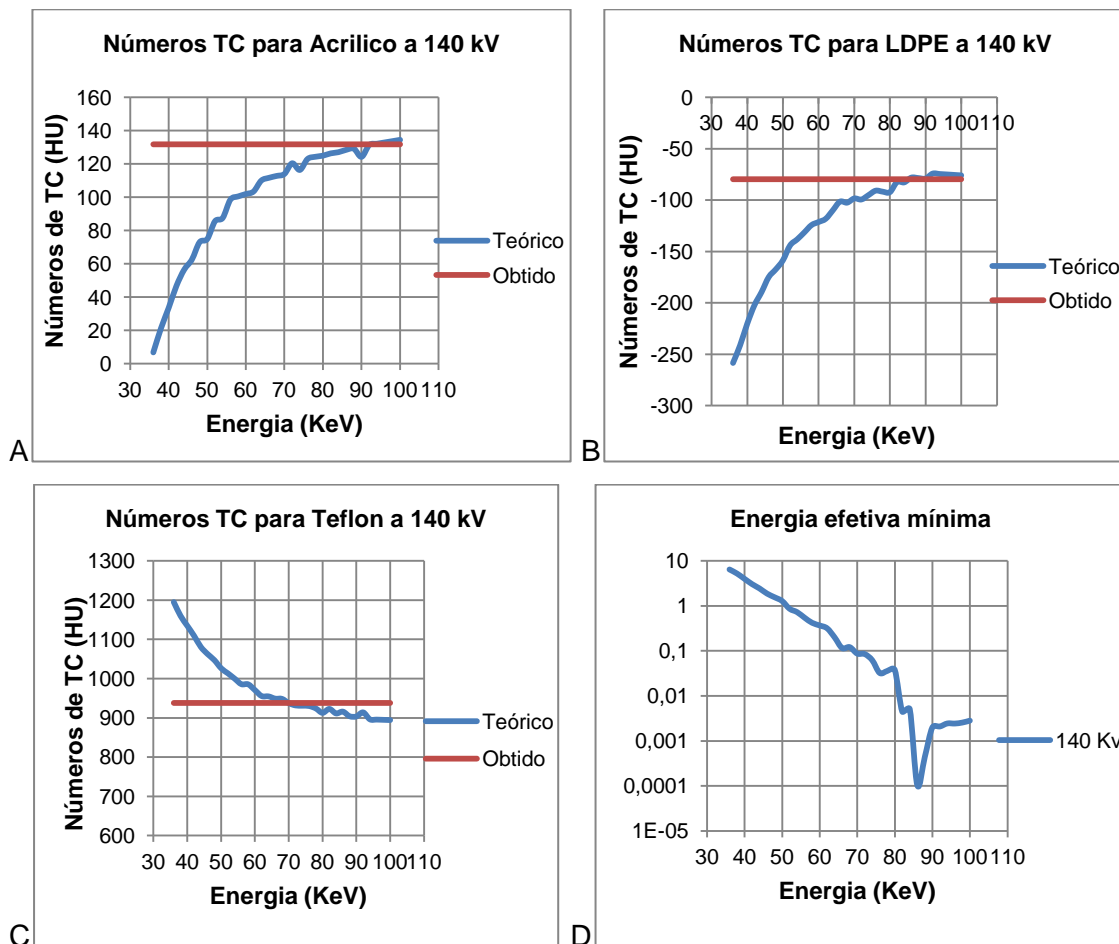 Números TC para Acrilico a 140 kV
Números de TC (HU)
160
140
120
100
80
60
40
20
0
30 40 50 60 70 80 90 100 110
Energia (KeV)
Teórico
Obtido
A
Números TC para LDPE a 140 kV
Números de TC (HU)
0
-50
-100
-150
-200
-250
-300
30 40 50 60 70 80 90 100 110
Energia (KeV)
Teórico
Obtido
B
Números TC para Teflon a 140 kV
Números de TC (HU)
1300
1200
1100
1000
900
800
700
600
30 40 50 60 70 80 90 100 110
Energia (KeV)
Teórico
Obtido
C
Energia efetiva mínima
10
1
0,1
0,01
0,001
0,0001
1E-05
30 40 50 60 70 80 90 100 110
Energia (KeV)
140 Kv
D